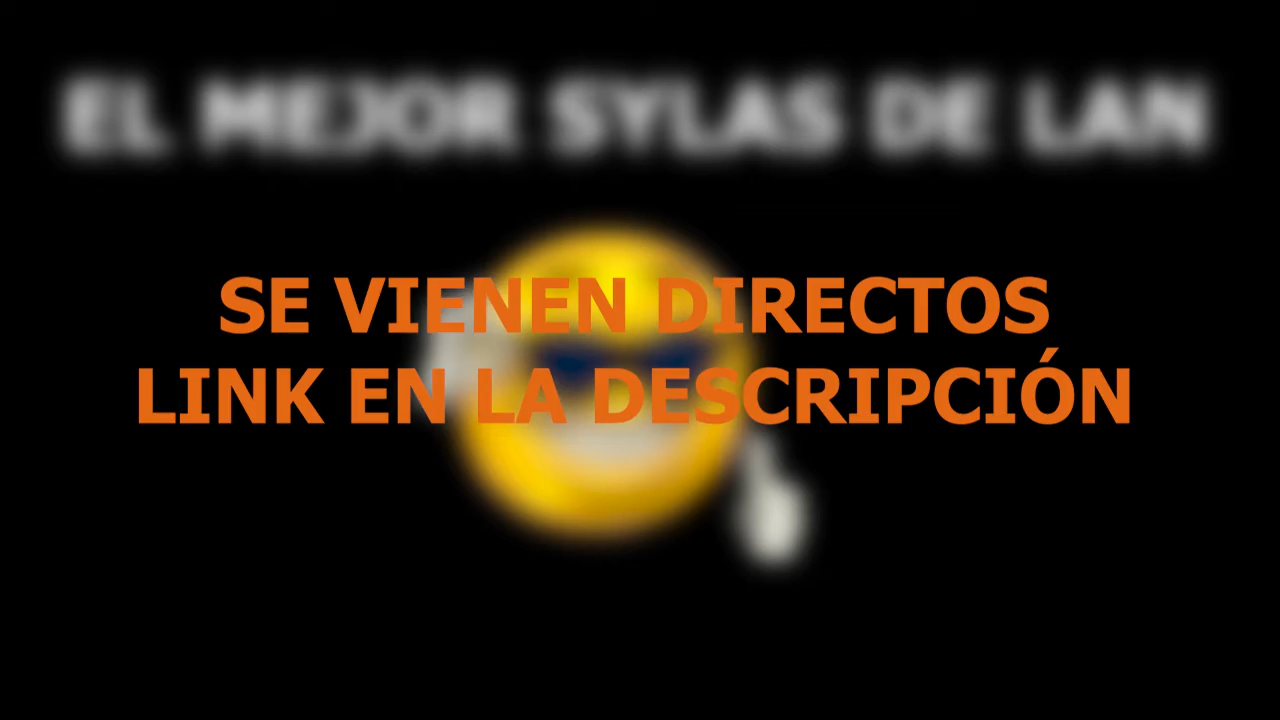 EL MEJOR SYLAS DE LAN
SE VIENEN DIRECTOS
LINK EN LA DESCRIPCIÓN